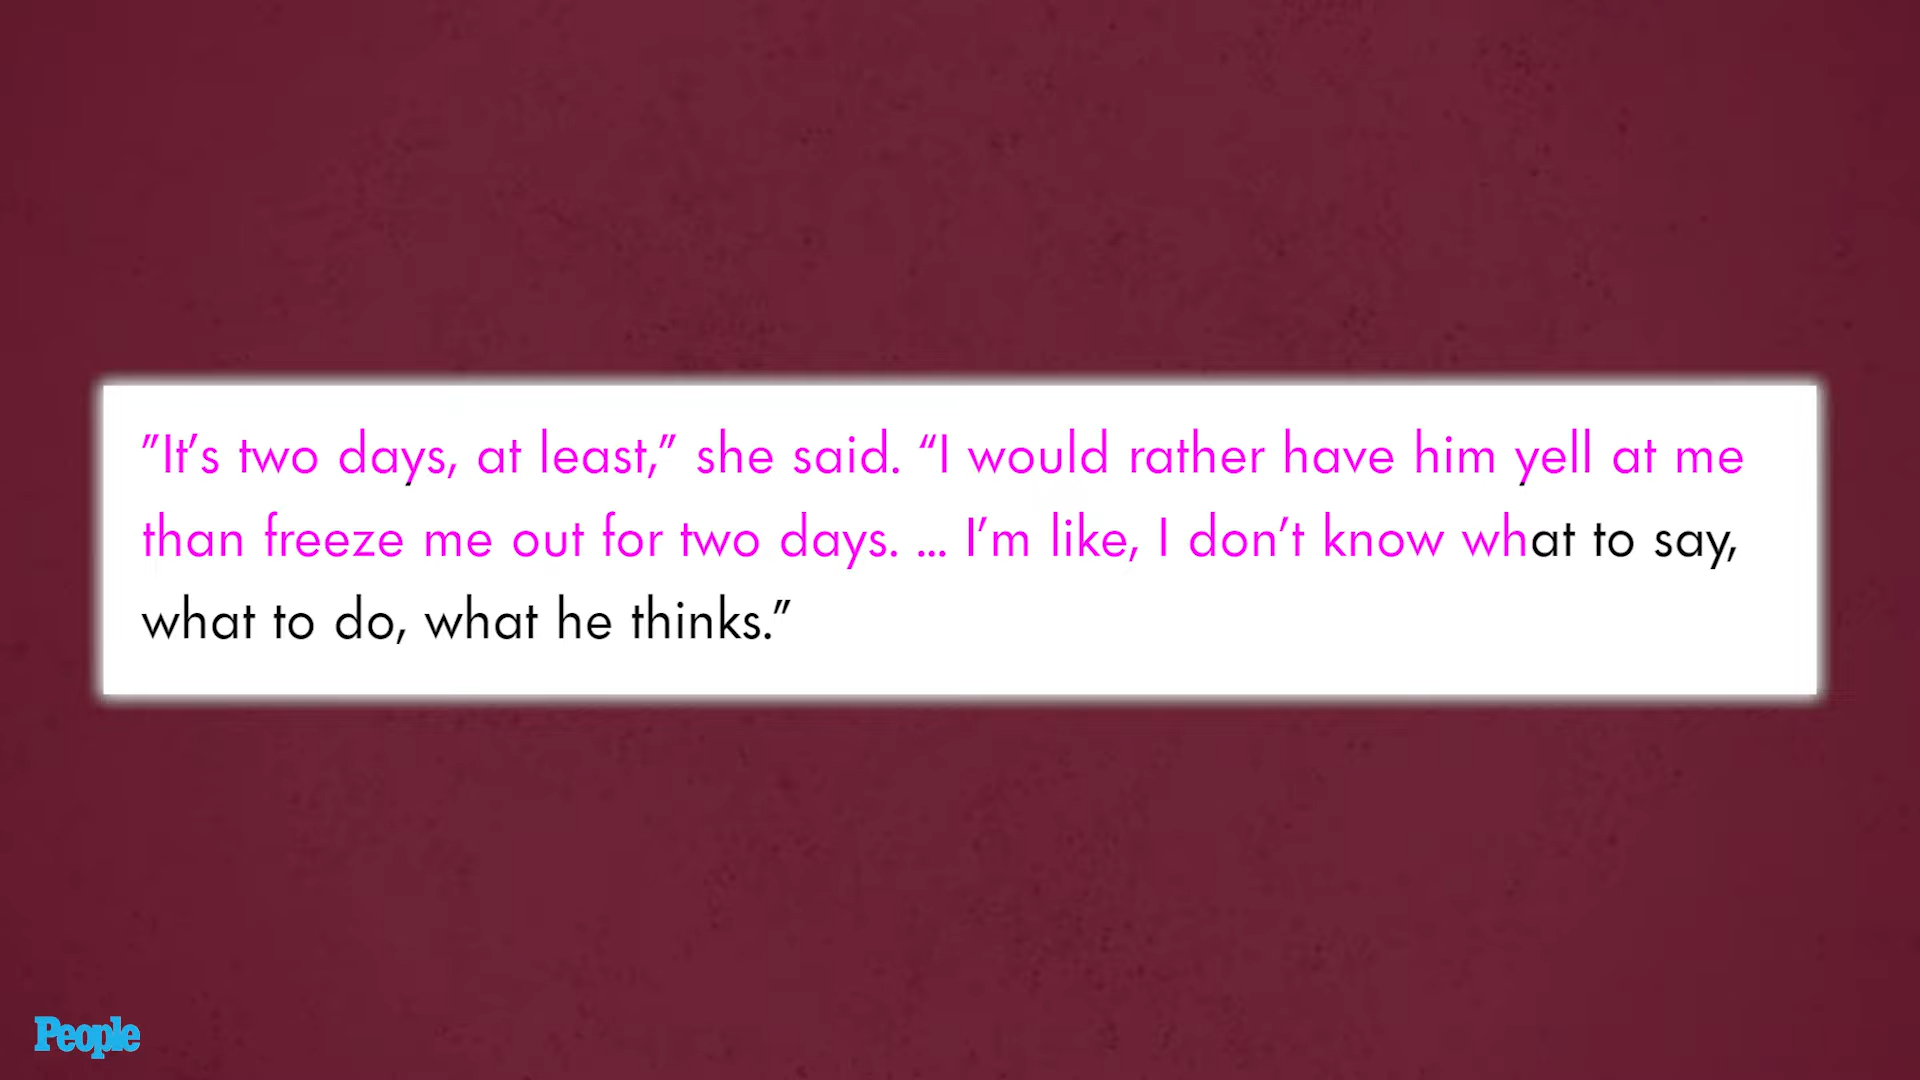 ”It’s two days, at least,” she said. “I would rather have him yell at me
than freeze me out for two days. ... I’m like, I don’t know what to say,
what to do, what he thinks.”
People